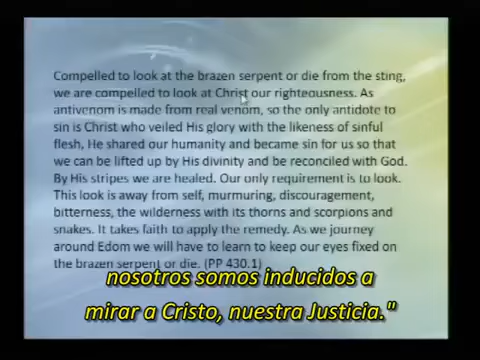 Compelled to look at the brazen serpent or die from the sting,
we are compelled to look at Christ our righteousness. As
antivenom is made from real venom, so the only antidote to
sin is Christ who veiled His glory with the likeness of sinful
flesh, He shared our humanity and became sin for us so that
we can be lifted up by His divinity and be reconciled with God.
By His stripes we are healed. Our only requirement is to look.
This look is away from self, murmuring, discouragement,
bitterness, the wilderness with its thorns and scorpions and
snakes. It takes faith to apply the remedy. As we journey
around Edom we will have to learn to keep our eyes fixed on
the brazen serpent or die. (PP 430.1)
nosotros somos inducidos a
mirar a Cristo, nuestra Justicia."